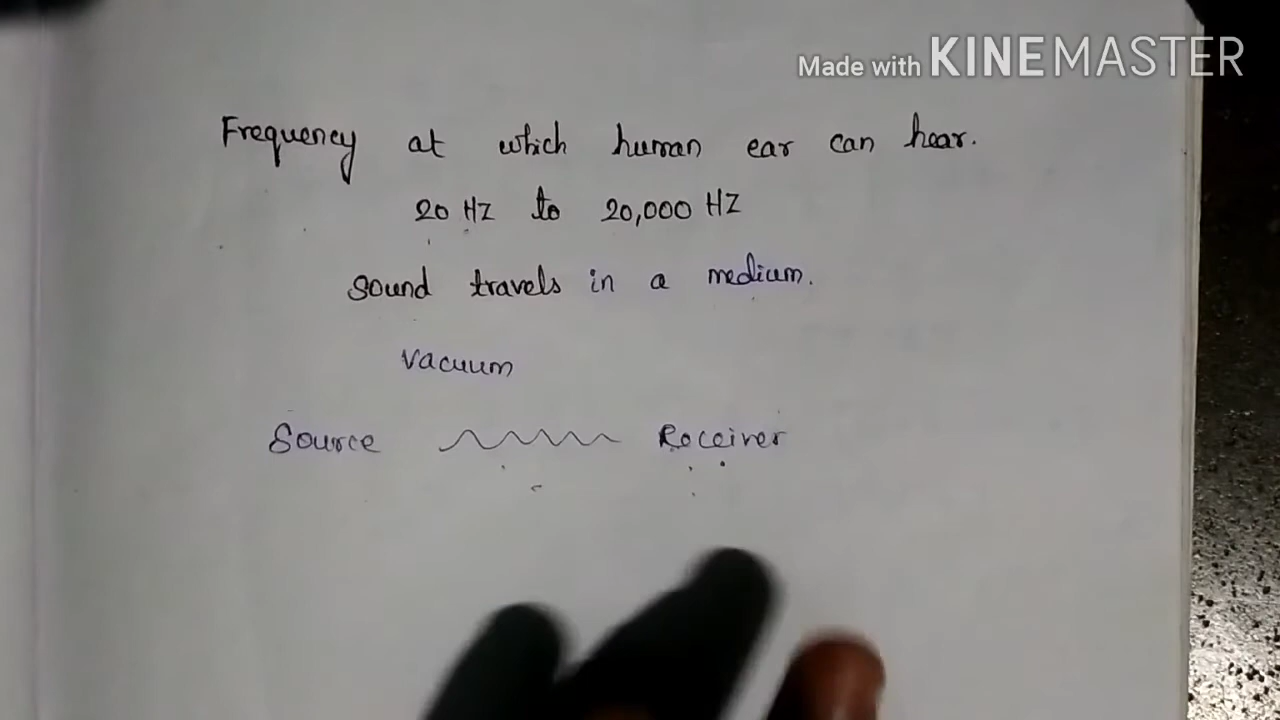 Made with KINEMASTER
Frequency at which human ear can hear.
20 HZ to 20,000 HZ
Sound travels in a medium.
Vacuum
Source Receiver